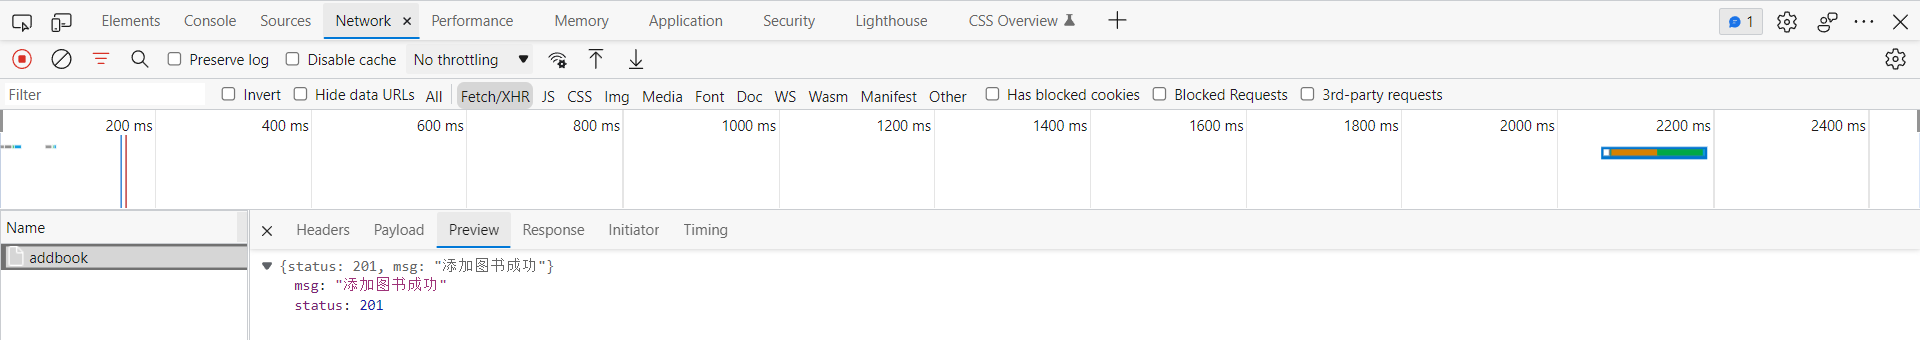 Elements Console Sources Network × Performance Memory Application Security Lighthouse CSS Overview 1
Preserve log Disable cache No throttling
Filter Invert Hide data URLs All Fetch/XHR JS CSS Img Media Font Doc WS Wasm Manifest Other Has blocked cookies Blocked Requests 3rd-party requests
200 ms 400 ms 600 ms 800 ms 1000 ms 1200 ms 1400 ms 1600 ms 1800 ms 2000 ms 2200 ms 2400 ms
Name
addbook
× Headers Payload Preview Response Initiator Timing
{status: 201, msg: "添加图书成功"}
msg: "添加图书成功"
status: 201